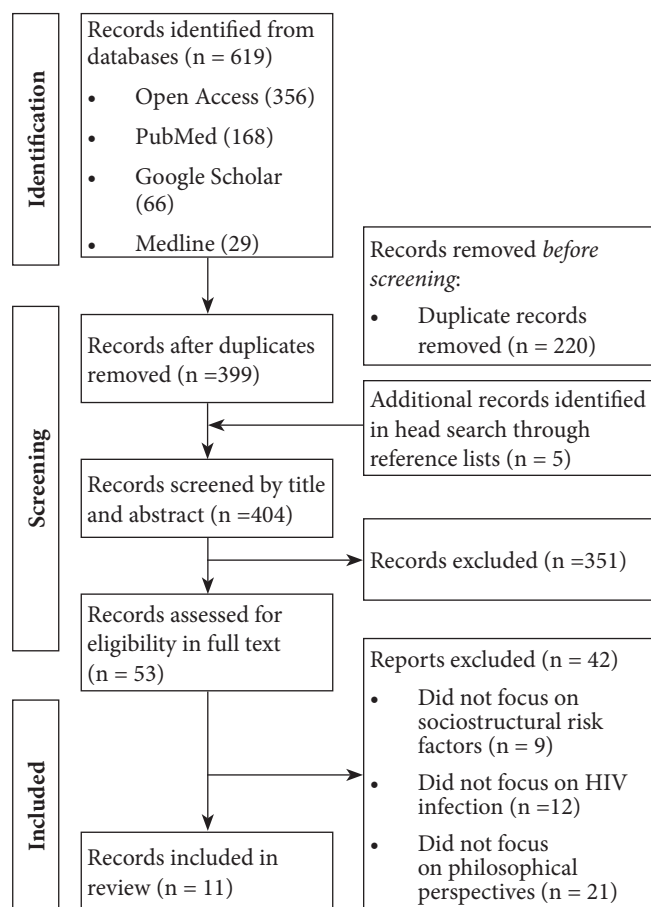 Identification
Records identified from
databases (n = 619)
• Open Access (356)
• PubMed (168)
• Google Scholar
(66)
• Medline (29)
Records removed before
screening:
• Duplicate records
removed (n = 220)
Screening
Records after duplicates
removed (n =399)
Additional records identified
in head search through
reference lists (n = 5)
Records screened by title
and abstract (n =404)
Records excluded (n =351)
Records assessed for
eligibility in full text
(n = 53)
Reports excluded (n = 42)
• Did not focus on
sociostructural risk
factors (n = 9)
• Did not focus on HIV
infection (n =12)
• Did not focus
on philosophical
perspectives (n = 21)
Included
Records included in
review (n = 11)